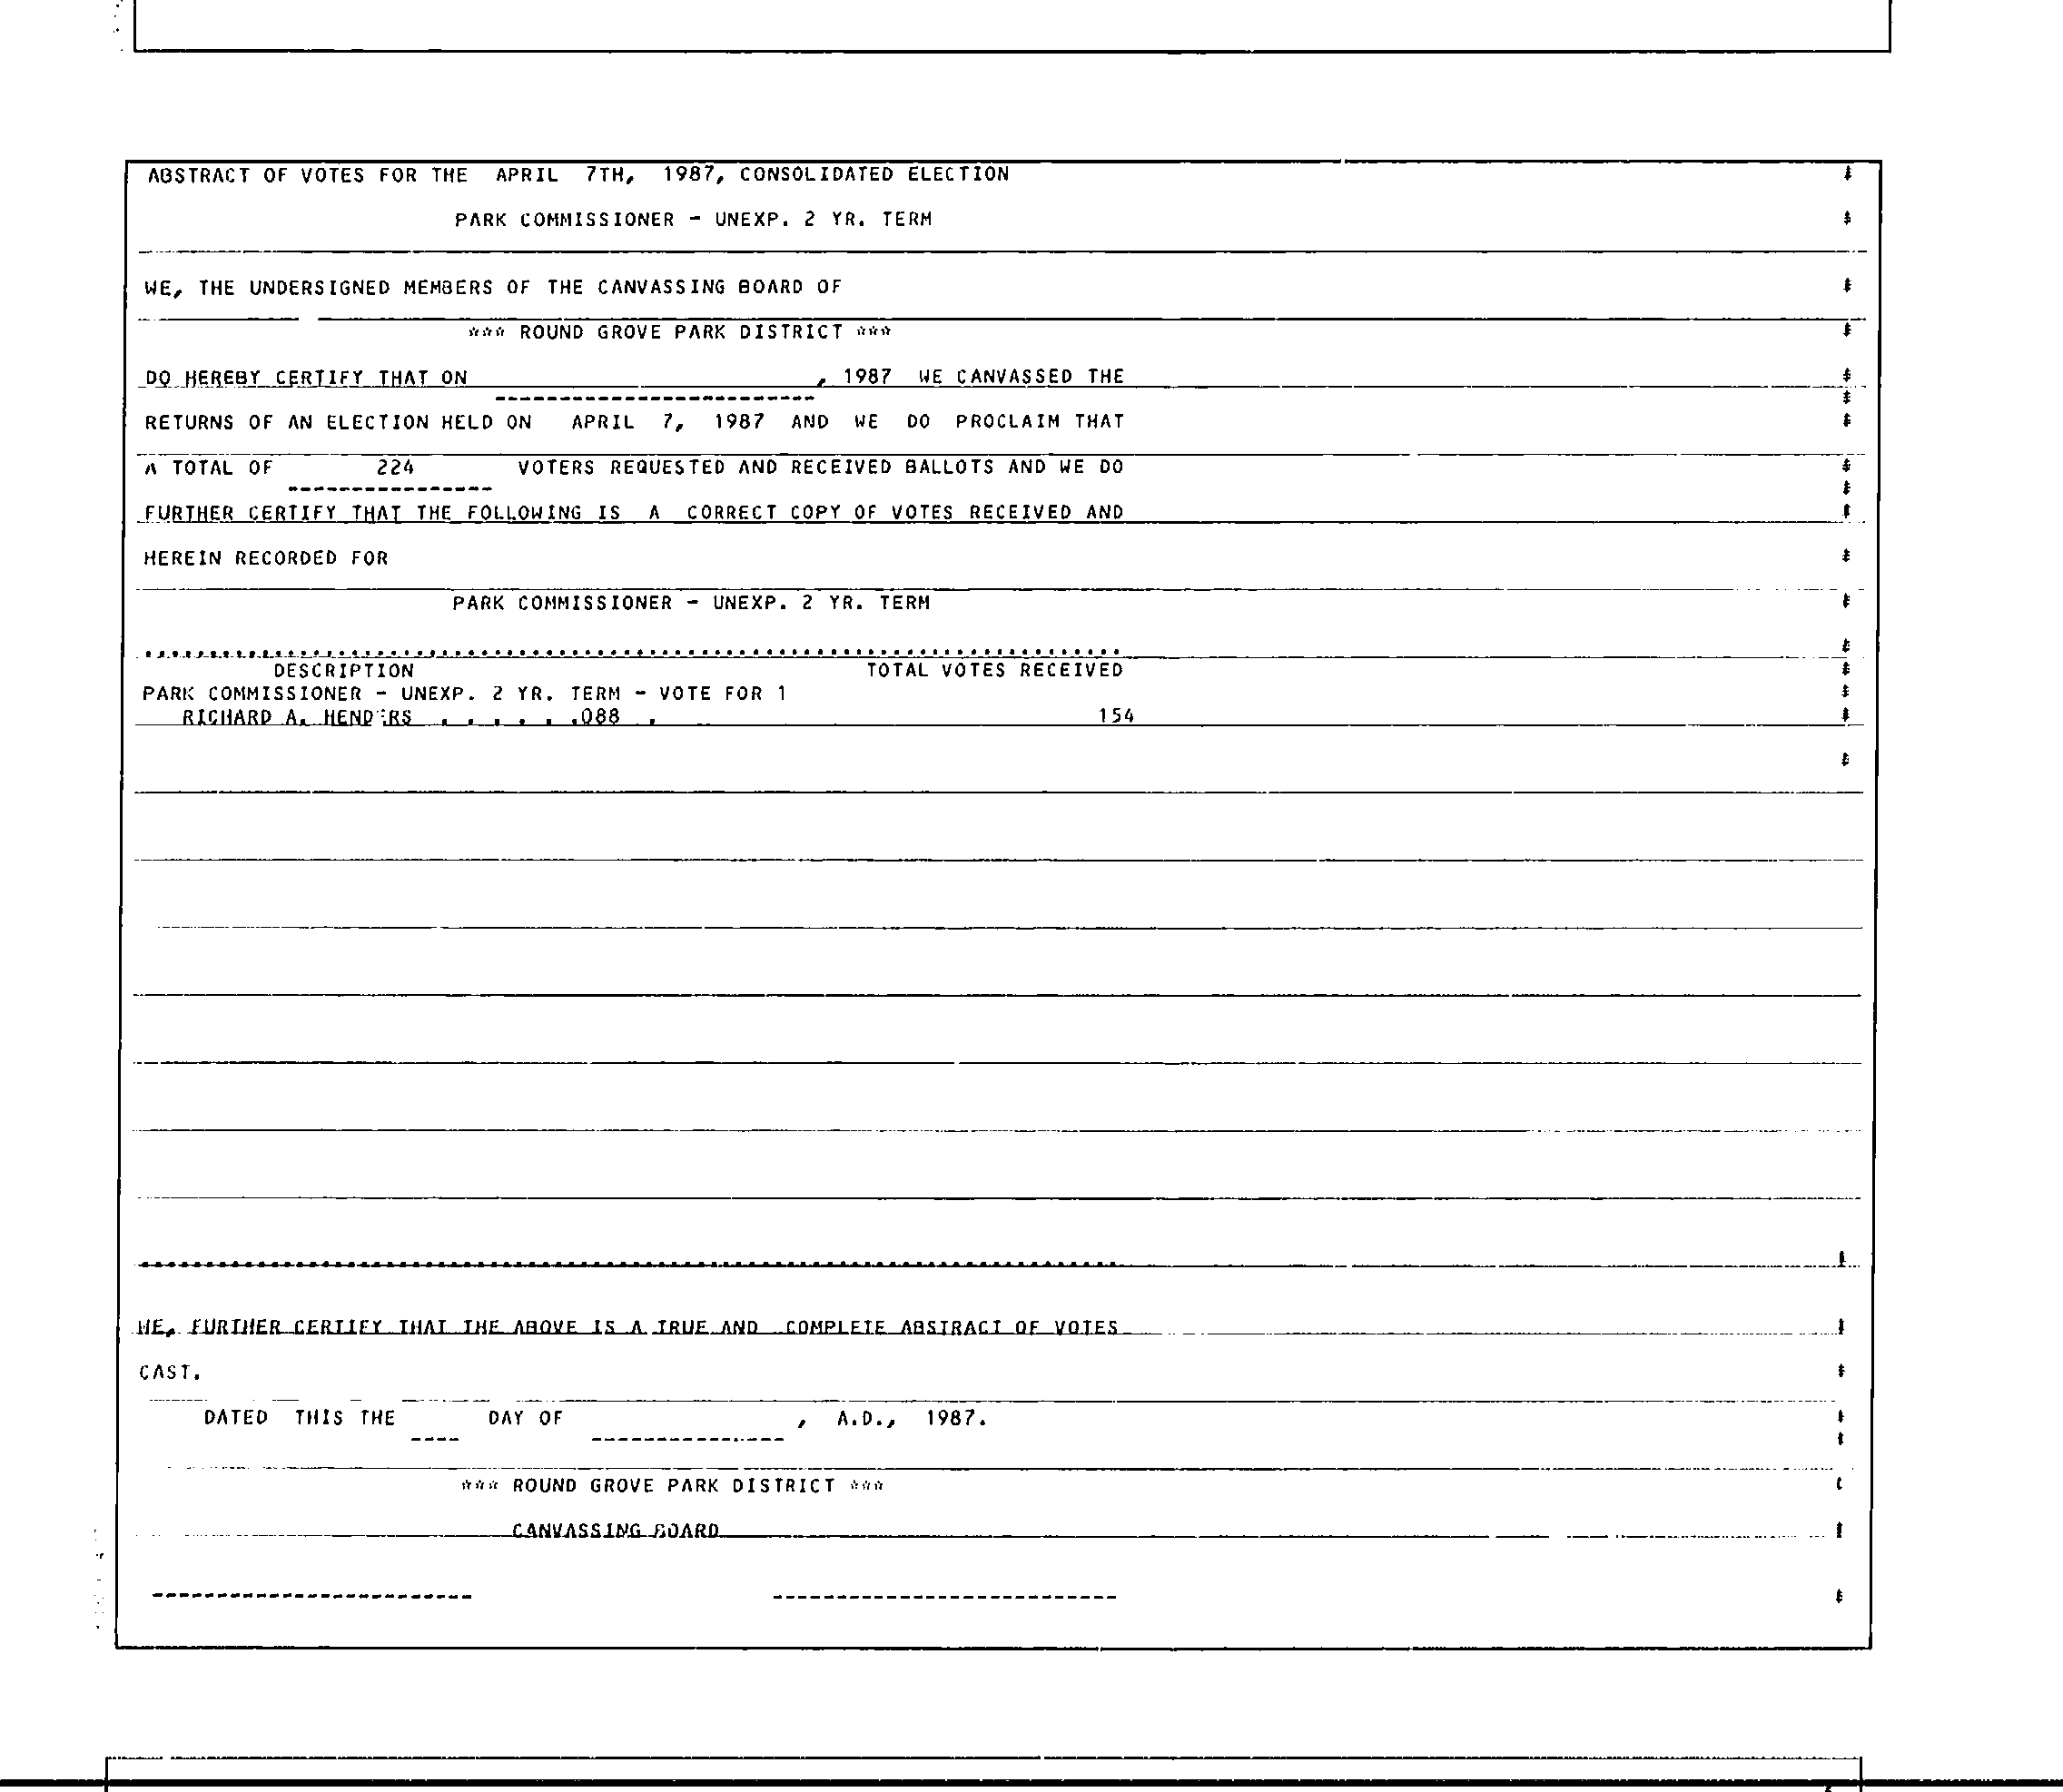 ABSTRACT OF VOTES FOR THE APRIL 7TH, 1987, CONSOLIDATED ELECTION
PARK COMMISSIONER - UNEXP. 2 YR. TERM
WE, THE UNDERSIGNED MEMBERS OF THE CANVASSING BOARD OF
*** ROUND GROVE PARK DISTRICT ***
DO HEREBY CERTIFY THAT ON , 1987 WE CANVASSED THE
RETURNS OF AN ELECTION HELD ON APRIL 7, 1987 AND WE DO PROCLAIM THAT
A TOTAL OF 224 VOTERS REQUESTED AND RECEIVED BALLOTS AND WE DO
FURTHER CERTIFY THAT THE FOLLOWING IS A CORRECT COPY OF VOTES RECEIVED AND
HEREIN RECORDED FOR
PARK COMMISSIONER - UNEXP. 2 YR. TERM
DESCRIPTION TOTAL VOTES RECEIVED
PARK COMMISSIONER - UNEXP. 2 YR. TERM - VOTE FOR 1
RICHARD A. . . . . . .088 . 154
WE, FURTHER CERTIFY THAT THE ABOVE IS A TRUE AND COMPLETE ABSTRACT OF VOTES
CAST.
DATED THIS THE DAY OF , A.D., 1987.
*** ROUND GROVE PARK DISTRICT ***
CANVASSING BOARD